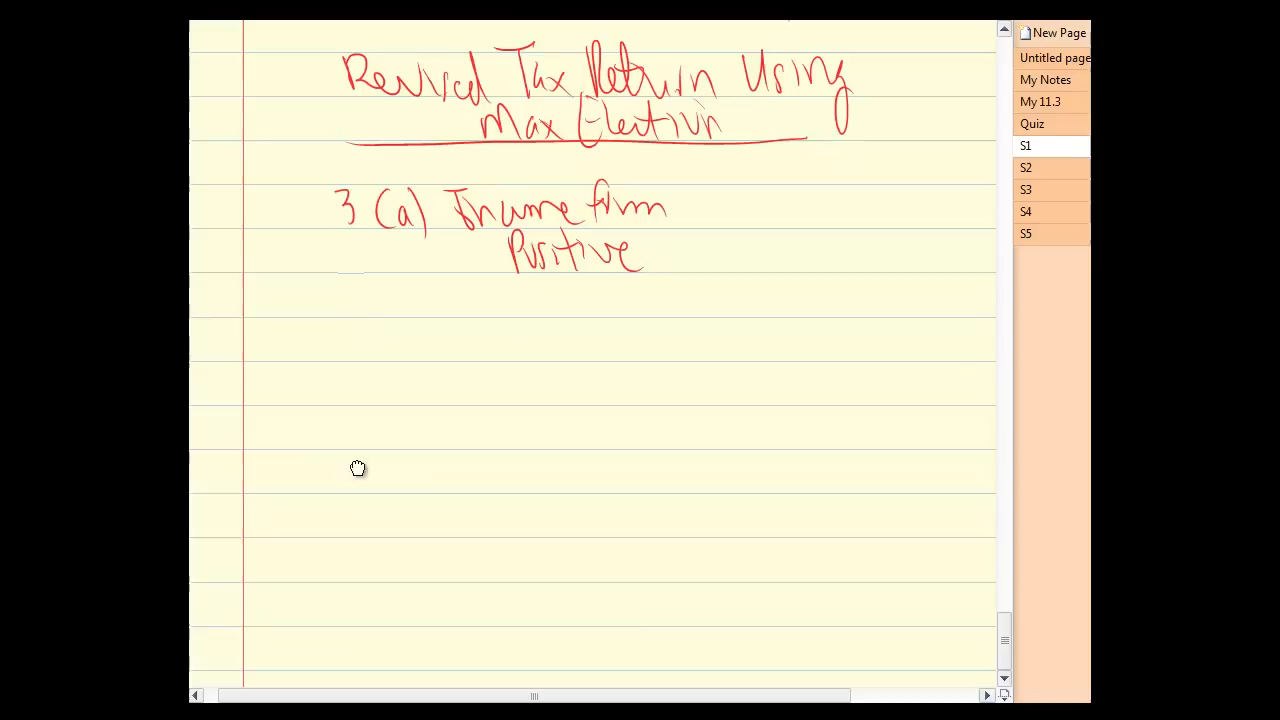 Revised Tax Return Using
Max Election
3 (a) Income from
Positive
New Page
Untitled page
My Notes
My 11.3
Quiz
S1
S2
S3
S4
S5